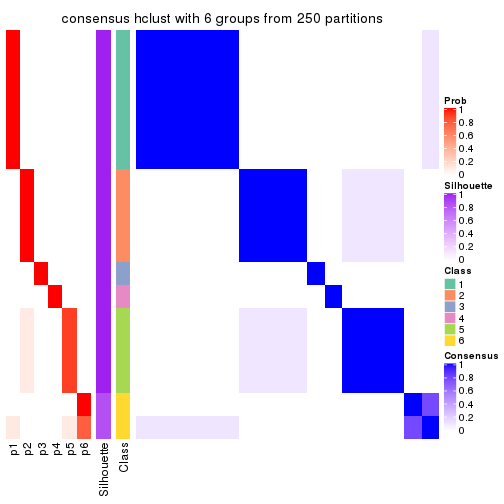 consensus hclust with 6 groups from 250 partitions
Prob
1
0.8
0.6
0.4
0.2
0
Silhouette
1
0.8
0.6
0.4
0.2
0
Class
1
2
3
4
5
6
Consensus
1
0.8
0.6
0.4
0.2
0
p1
p2
p3
p4
p5
p6
Silhouette
Class